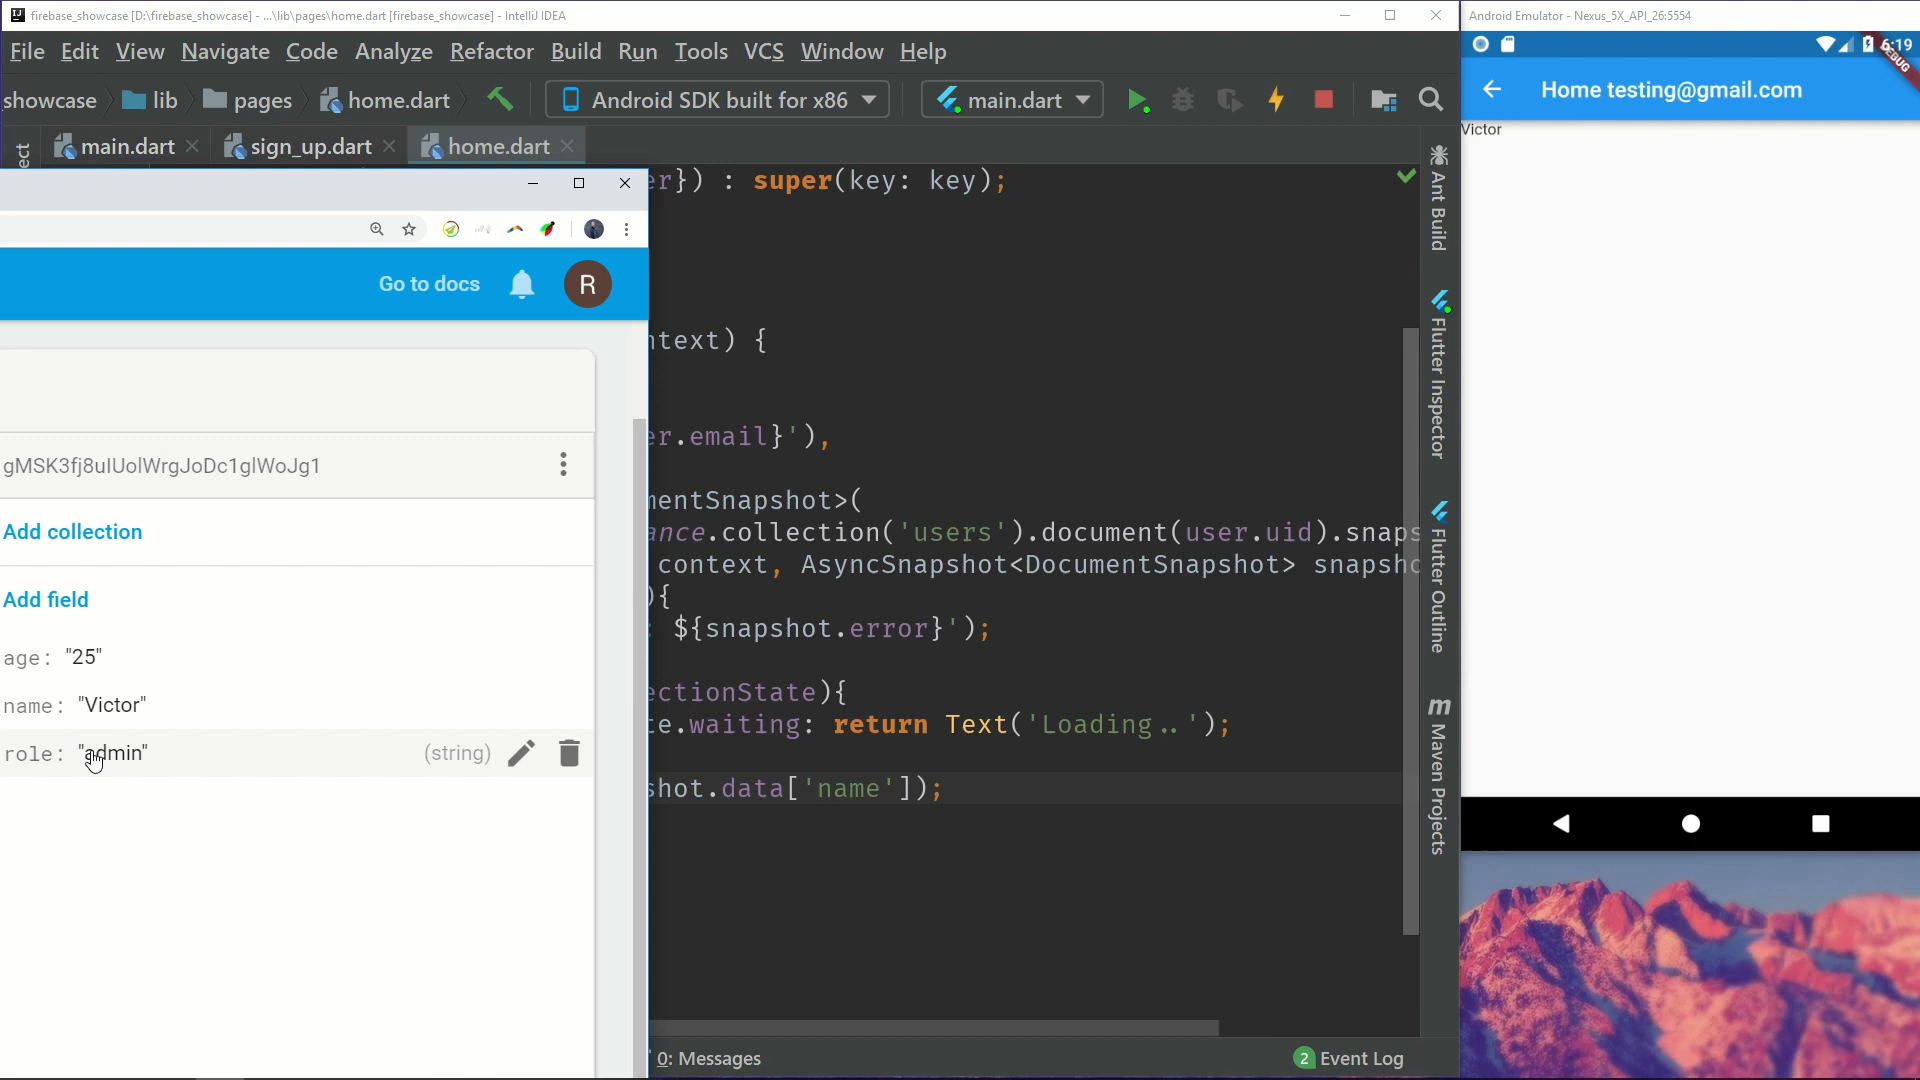 firebase_showcase [D:\firebase_showcase] - ...\lib\pages\home.dart [firebase_showcase] - IntelliJ IDEA
File Edit View Navigate Code Analyze Refactor Build Run Tools VCS Window Help
showcase lib pages home.dart Android SDK built for x86 main.dart
ect main.dart sign_up.dart home.dart
er}) : super(key: key);
ntext) {
er.email}'),
mentSnapshot>(
ance.collection('users').document(user.uid).snaps
context, AsyncSnapshot<DocumentSnapshot> snapsho
){
: ${snapshot.error}');
ectionState){
te.waiting: return Text('Loading..');
shot.data['name']);
Go to docs
R
gMSK3fj8uIUolWrgJoDc1glWoJg1
Add collection
Add field
age: "25"
name: "Victor"
role: "admin" (string)
0: Messages
2 Event Log
Ant Build
Flutter Inspector
Flutter Outline
m Maven Projects
Android Emulator - Nexus_5X_API_26:5554
6:19
DEBUG
Home testing@gmail.com
Victor